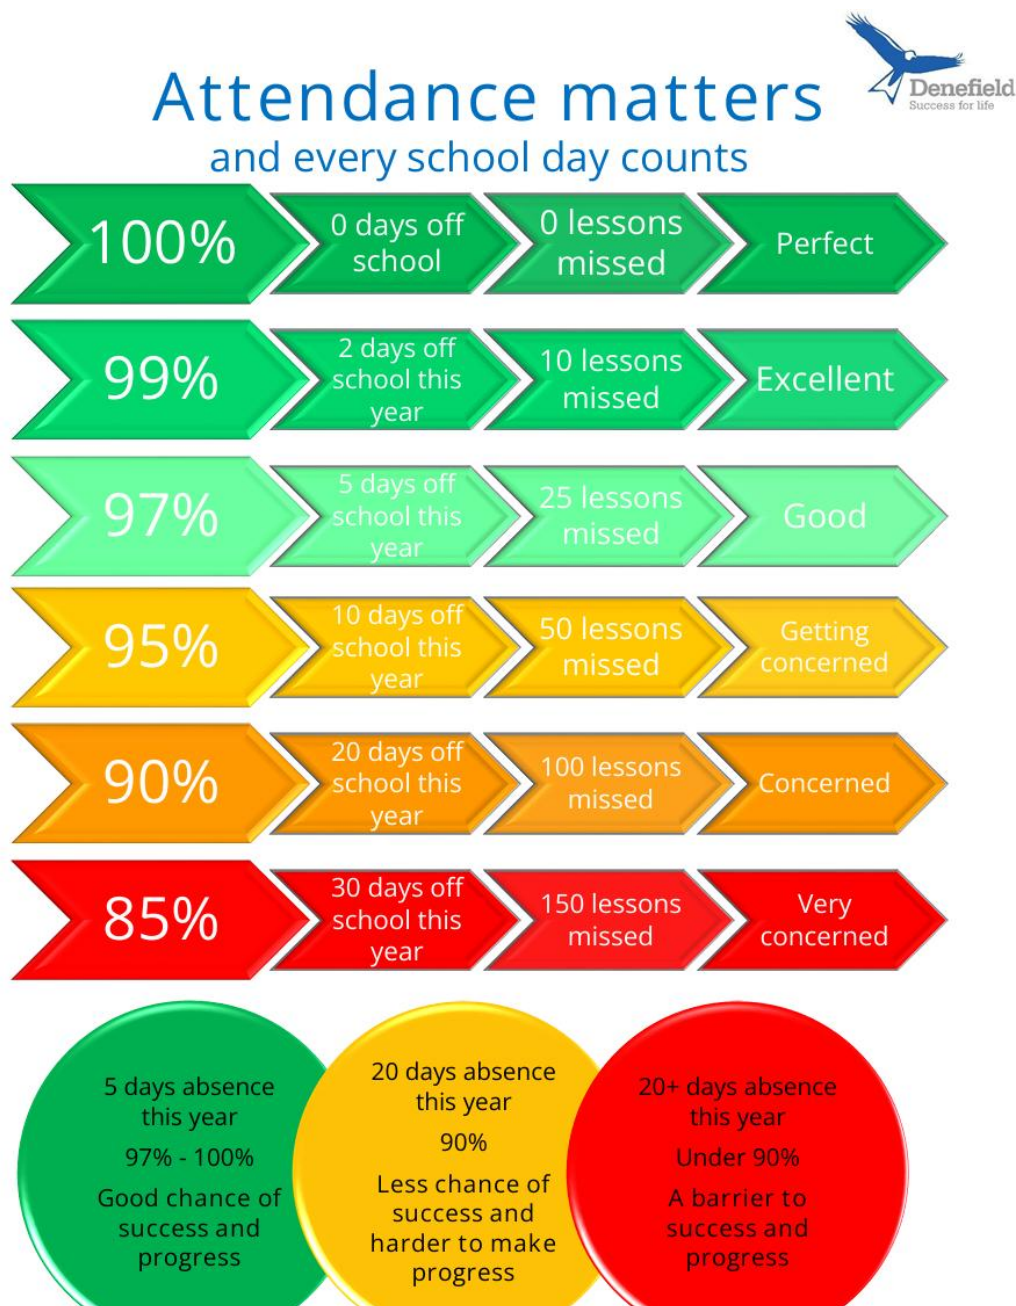 Denefield
Success for life
Attendance matters
and every school day counts
100%
0 days off
school
0 lessons
missed
Perfect
99%
2 days off
school this
year
10 lessons
missed
Excellent
97%
5 days off
school this
year
25 lessons
missed
Good
95%
10 days off
school this
year
50 lessons
missed
Getting
concerned
90%
20 days off
school this
year
100 lessons
missed
Concerned
85%
30 days off
school this
year
150 lessons
missed
Very
concerned
5 days absence
this year
97% - 100%
Good chance of
success and
progress
20 days absence
this year
90%
Less chance of
success and
harder to make
progress
20+ days absence
this year
Under 90%
A barrier to
success and
progress